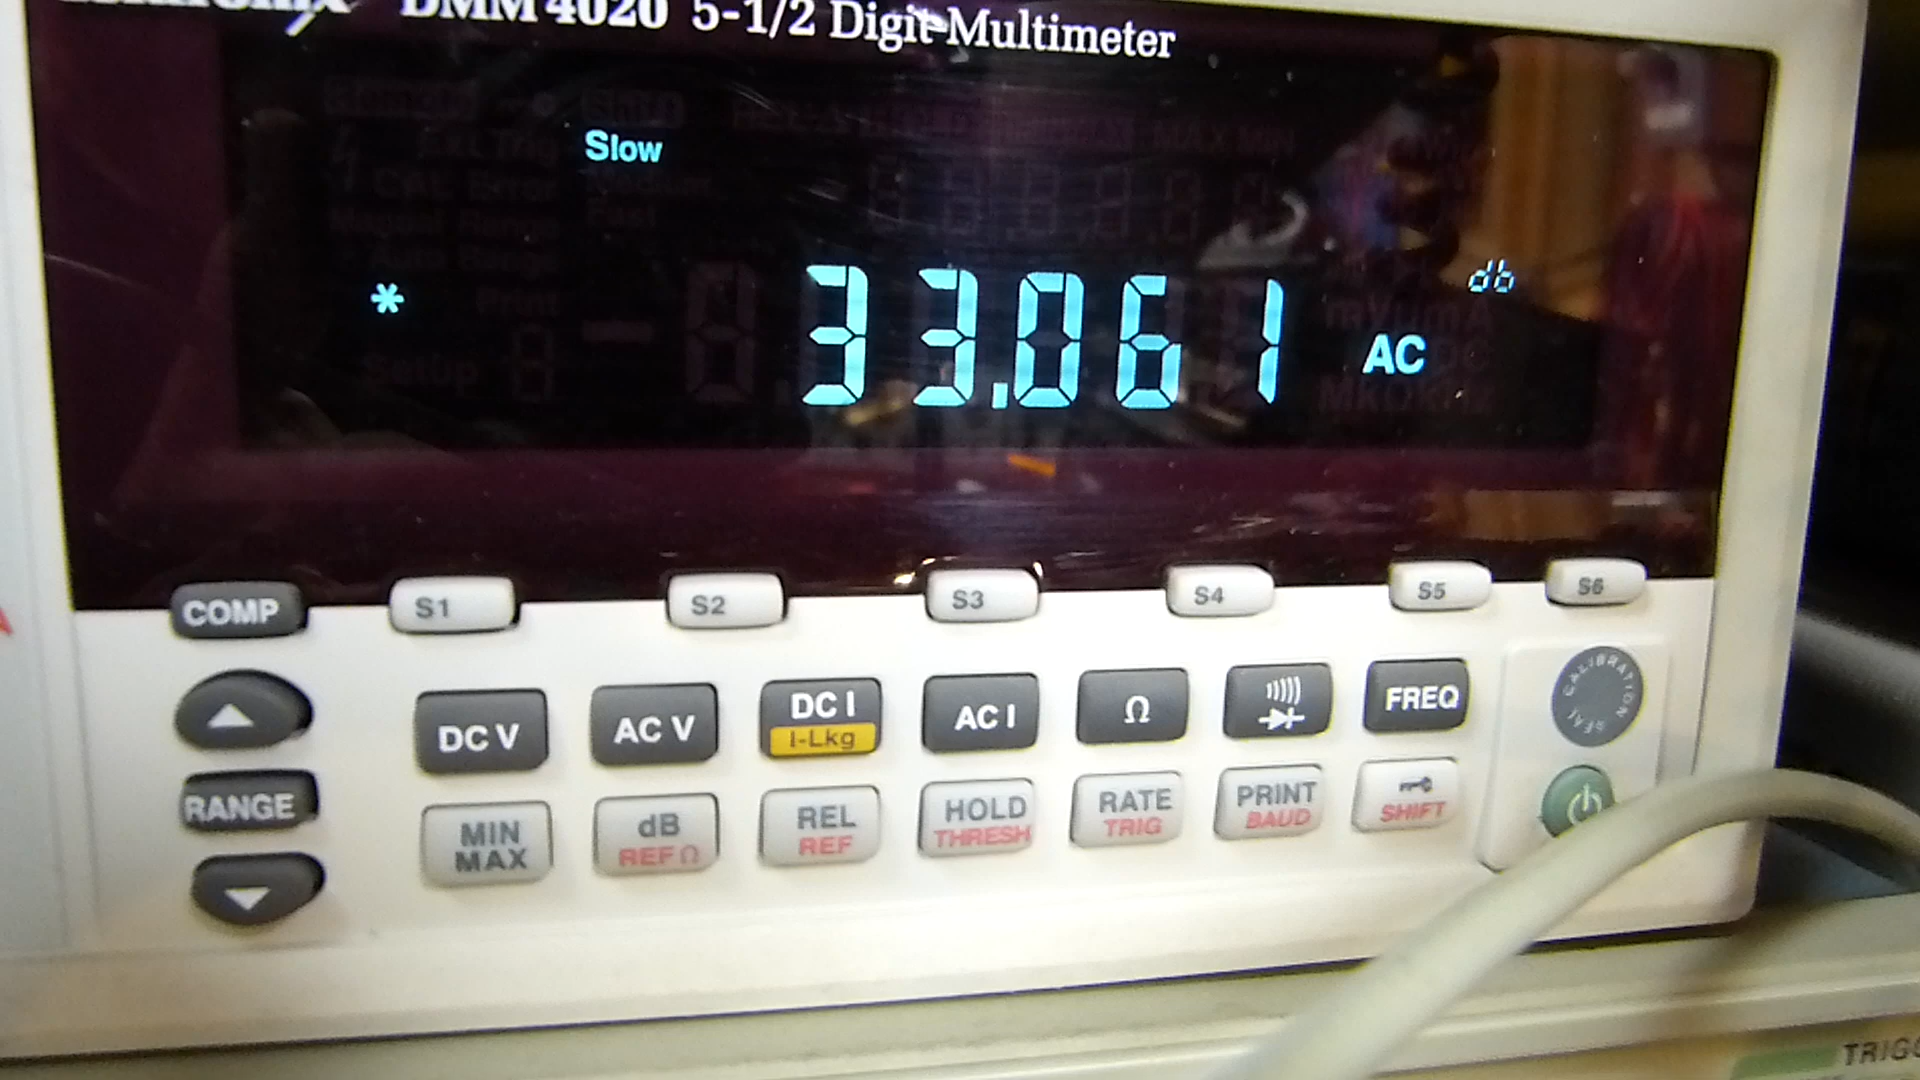 DMM 4020 5-1/2 Digit Multimeter
Slow
* 33.061 AC db
COMP S1 S2 S3 S4 S5 S6
DC V AC V DC I AC I Ω FREQ
I-Lkg
CALIBRATION SEAL
RANGE
MIN MAX dB REL HOLD RATE PRINT
REF Ω REF THRESH TRIG BAUD SHIFT